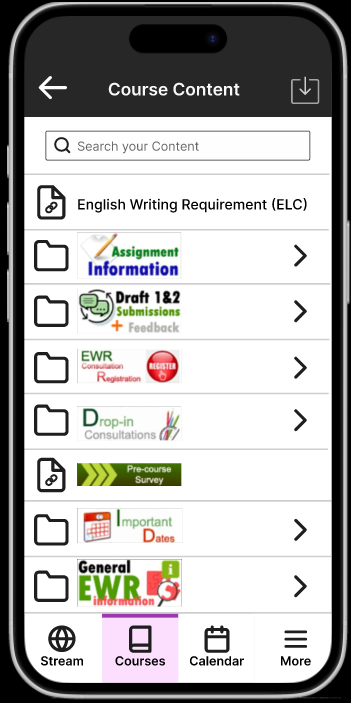 Course Content
Search your Content
English Writing Requirement (ELC)
Assignment
Information
Draft 1&2
Submissions
+ Feedback
EWR
Consultation
Registration
REGISTER
Drop-in
Consultations
Pre-course
Survey
Important
Dates
General
EWR
information
Stream
Courses
Calendar
More